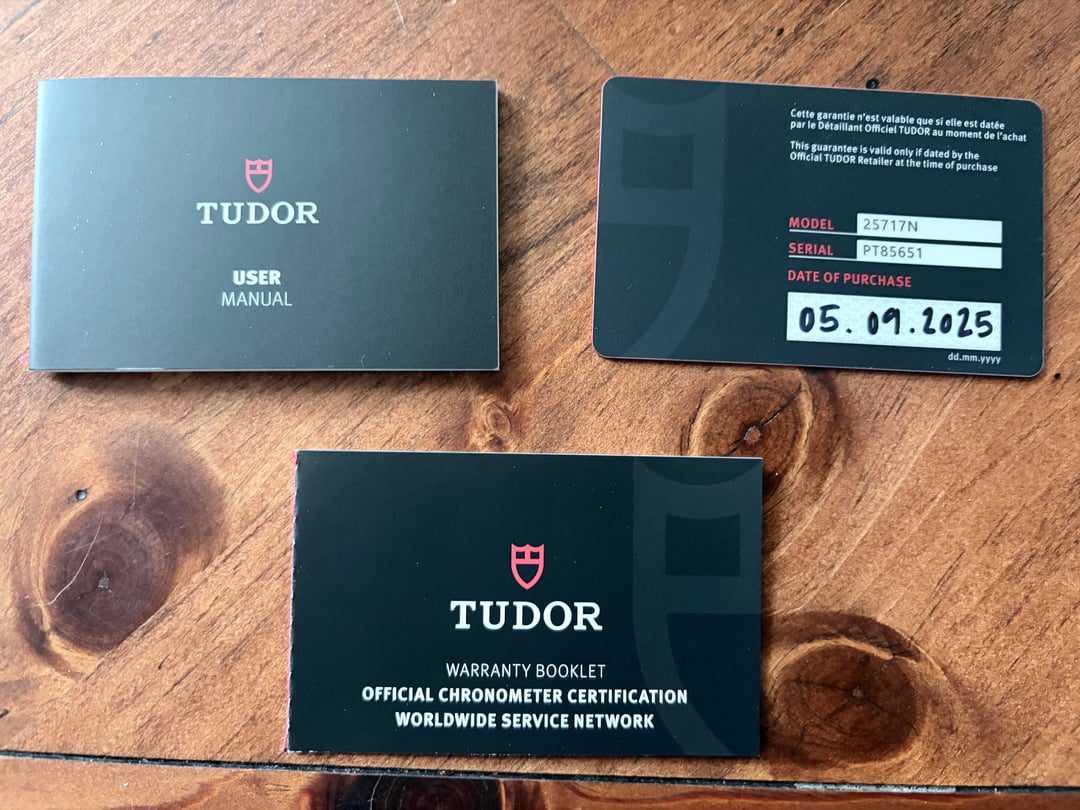 TUDOR
USER
MANUAL
Cette garantie n'est valable que si elle est datée
par le Détaillant Officiel TUDOR au moment de l'achat
This guarantee is valid only if dated by the
Official TUDOR Retailer at the time of purchase
MODEL 25717N
SERIAL PT85651
DATE OF PURCHASE
05.09.2025
dd.mm.yyyy
TUDOR
WARRANTY BOOKLET
OFFICIAL CHRONOMETER CERTIFICATION
WORLDWIDE SERVICE NETWORK